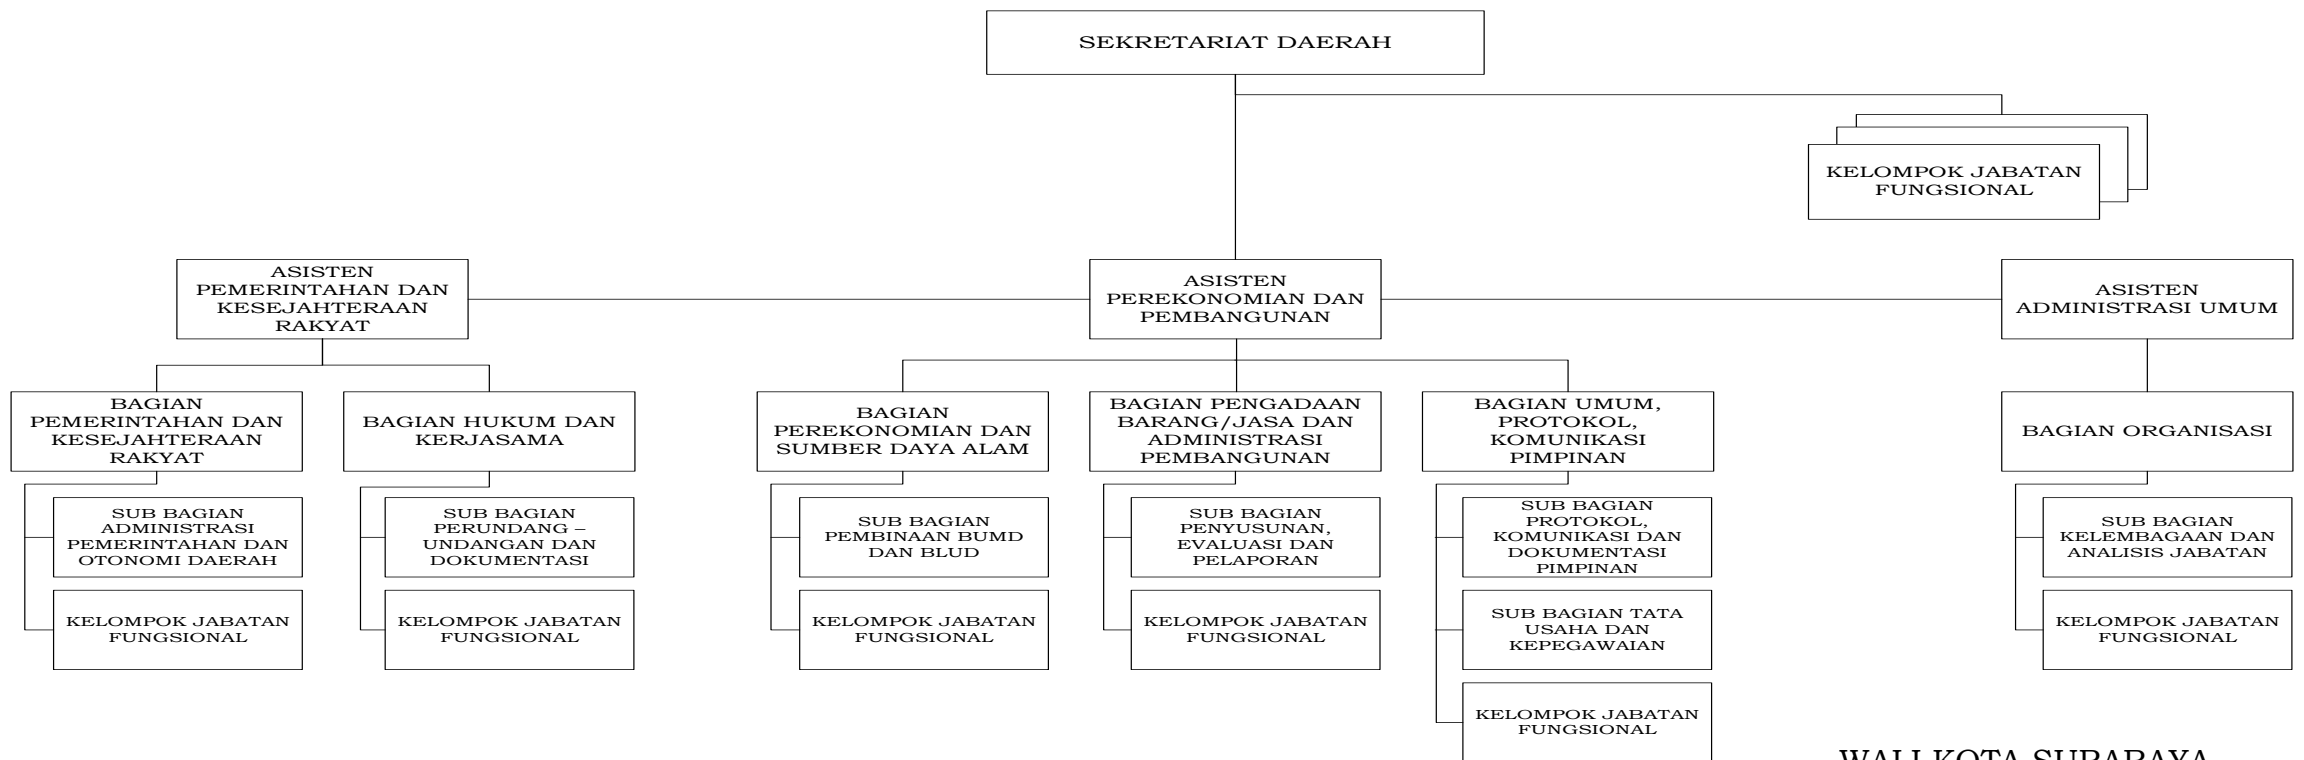 SEKRETARIAT DAERAH
KELOMPOK JABATAN
FUNGSIONAL
ASISTEN
PEMERINTAHAN DAN
KESEJAHTERAAN
RAKYAT
ASISTEN
PEREKONOMIAN DAN
PEMBANGUNAN
ASISTEN
ADMINISTRASI UMUM
BAGIAN
PEMERINTAHAN DAN
KESEJAHTERAAN
RAKYAT
BAGIAN HUKUM DAN
KERJASAMA
BAGIAN
PEREKONOMIAN DAN
SUMBER DAYA ALAM
BAGIAN PENGADAAN
BARANG/JASA DAN
ADMINISTRASI
PEMBANGUNAN
BAGIAN UMUM,
PROTOKOL,
KOMUNIKASI
PIMPINAN
BAGIAN ORGANISASI
SUB BAGIAN
ADMINISTRASI
PEMERINTAHAN DAN
OTONOMI DAERAH
SUB BAGIAN
PERUNDANG –
UNDANGAN DAN
DOKUMENTASI
SUB BAGIAN
PEMBINAAN BUMD
DAN BLUD
SUB BAGIAN
PENYUSUNAN,
EVALUASI DAN
PELAPORAN
SUB BAGIAN
PROTOKOL,
KOMUNIKASI DAN
DOKUMENTASI
PIMPINAN
SUB BAGIAN
KELEMBAGAAN DAN
ANALISIS JABATAN
KELOMPOK JABATAN
FUNGSIONAL
KELOMPOK JABATAN
FUNGSIONAL
KELOMPOK JABATAN
FUNGSIONAL
KELOMPOK JABATAN
FUNGSIONAL
SUB BAGIAN TATA
USAHA DAN
KEPEGAWAIAN
KELOMPOK JABATAN
FUNGSIONAL
KELOMPOK JABATAN
FUNGSIONAL
WALI KOTA SURABAYA